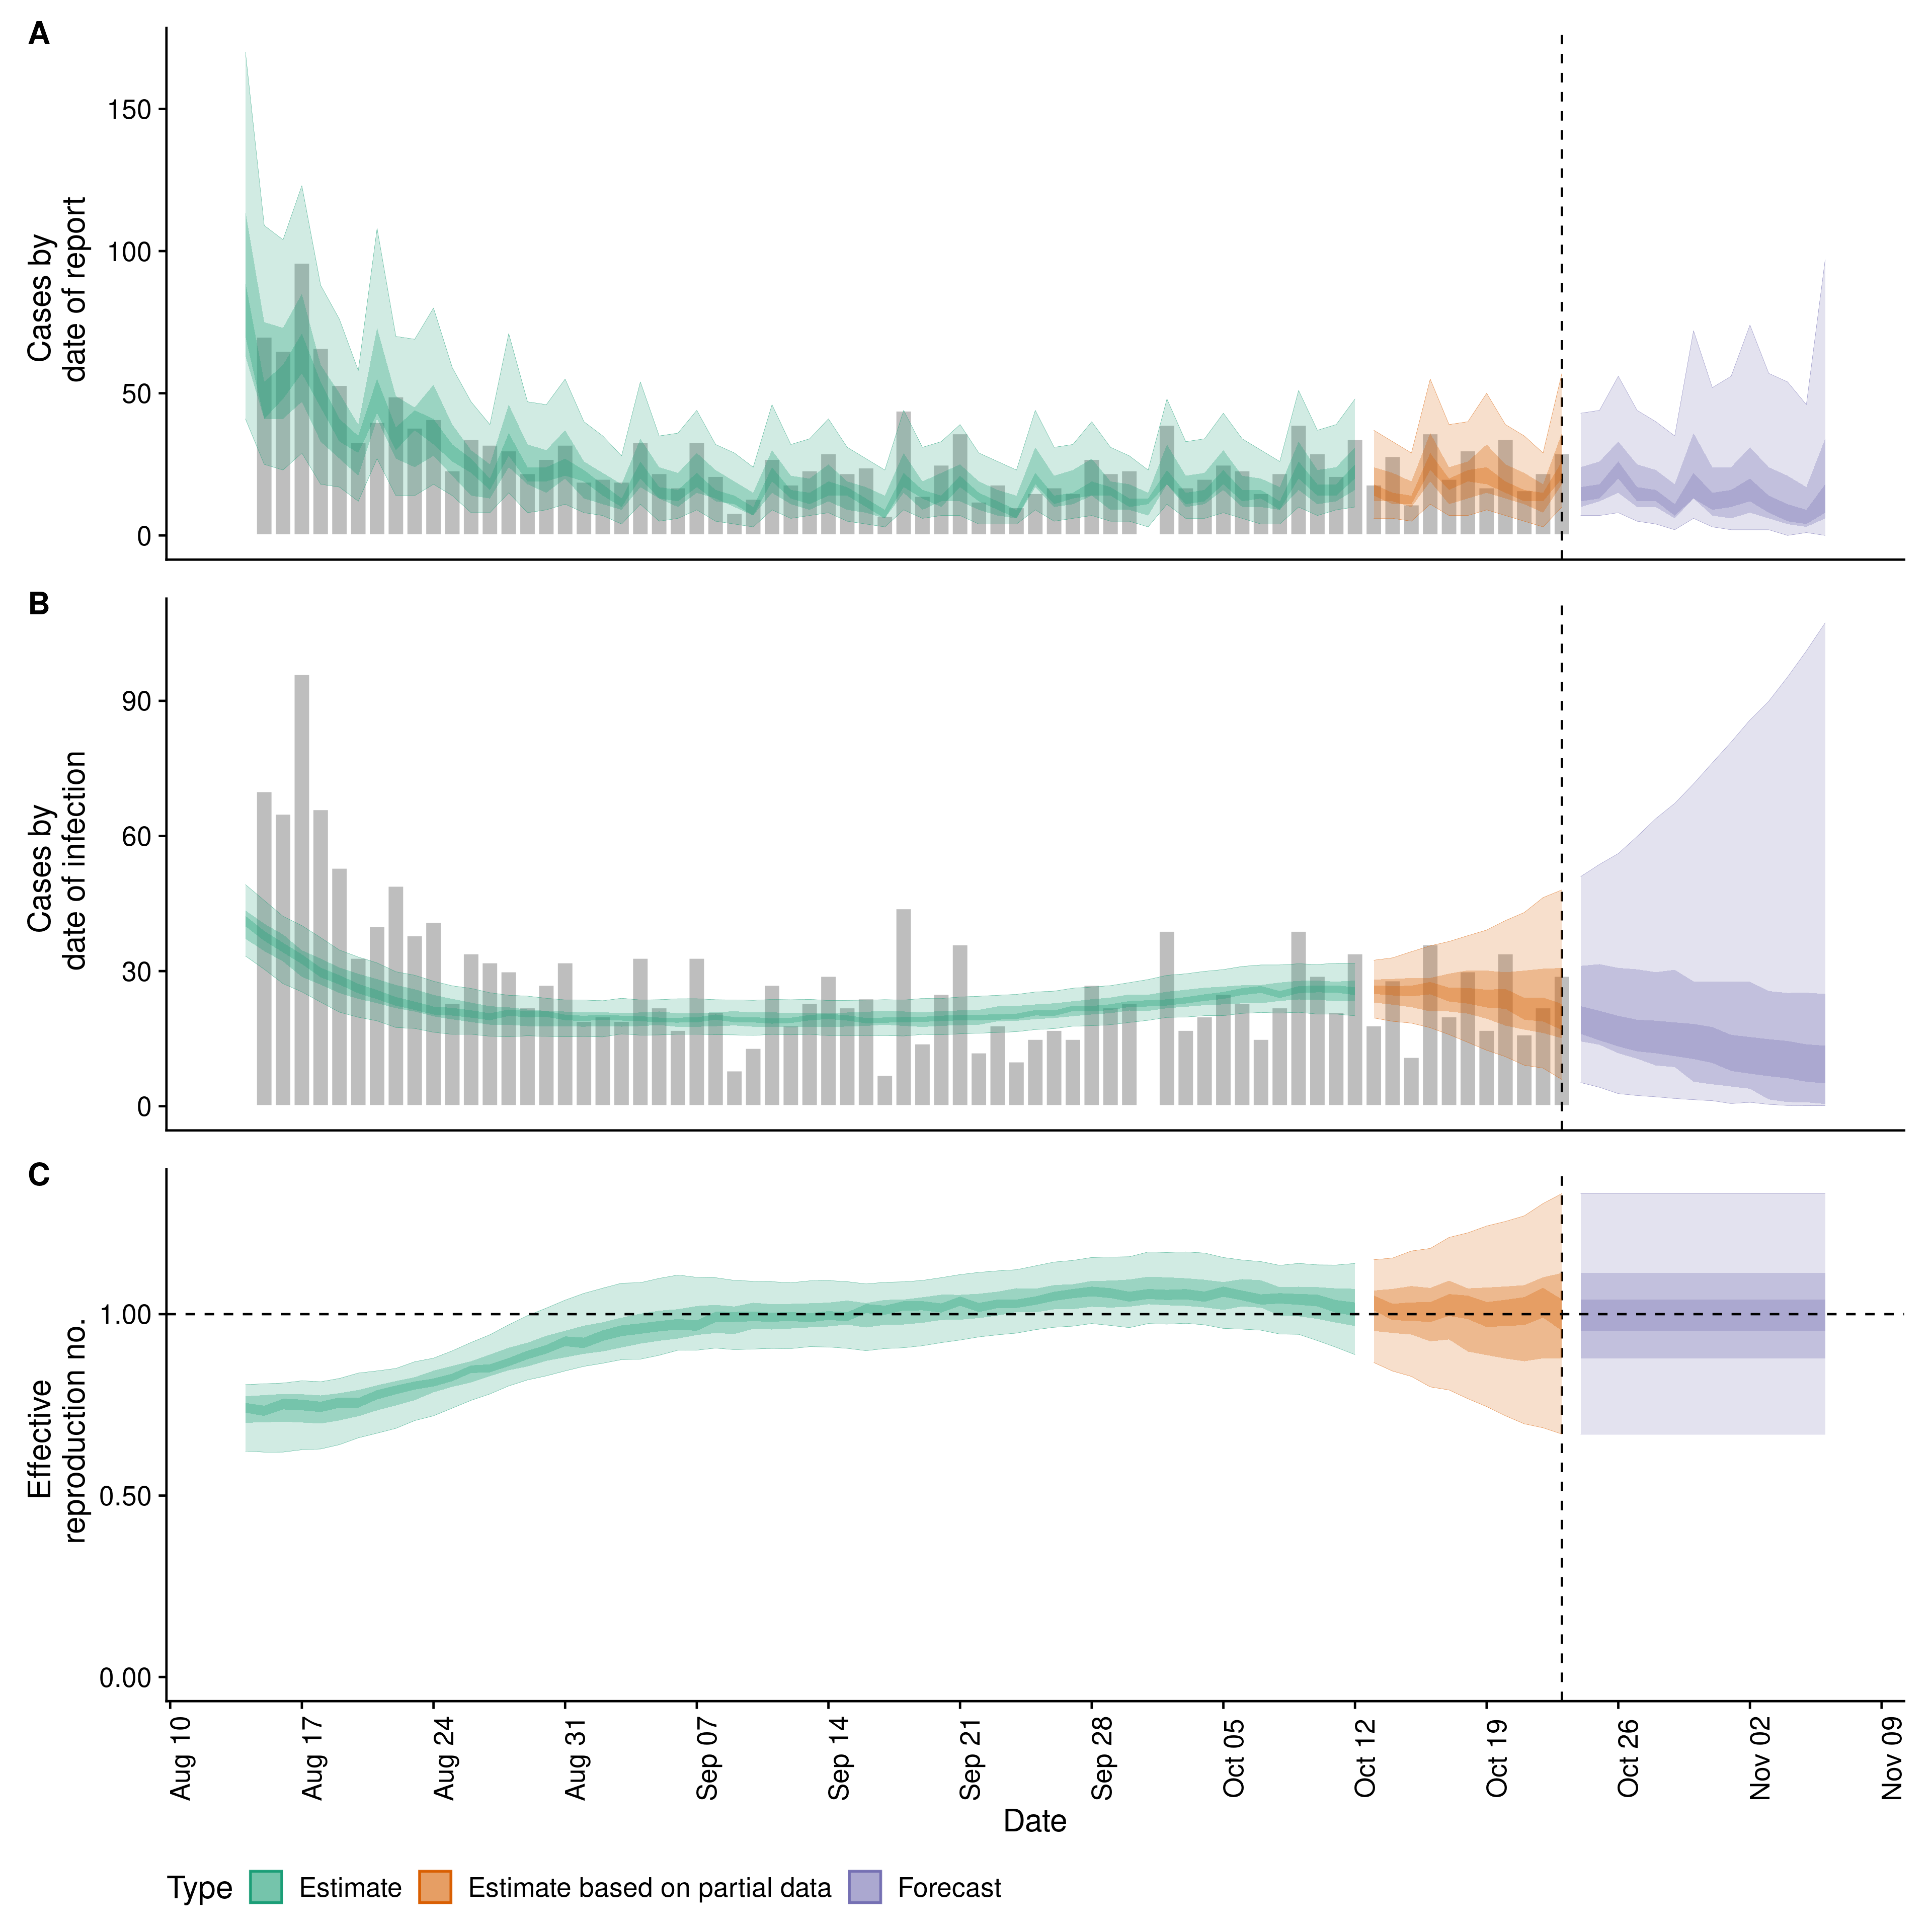 A
Cases by
date of report
150
100
50
0
B
Cases by
date of infection
90
60
30
0
C
Effective
reproduction no.
1.00
0.50
0.00
Aug 10
Aug 17
Aug 24
Aug 31
Sep 07
Sep 14
Sep 21
Sep 28
Oct 05
Oct 12
Oct 19
Oct 26
Nov 02
Nov 09
Date
Type Estimate Estimate based on partial data Forecast